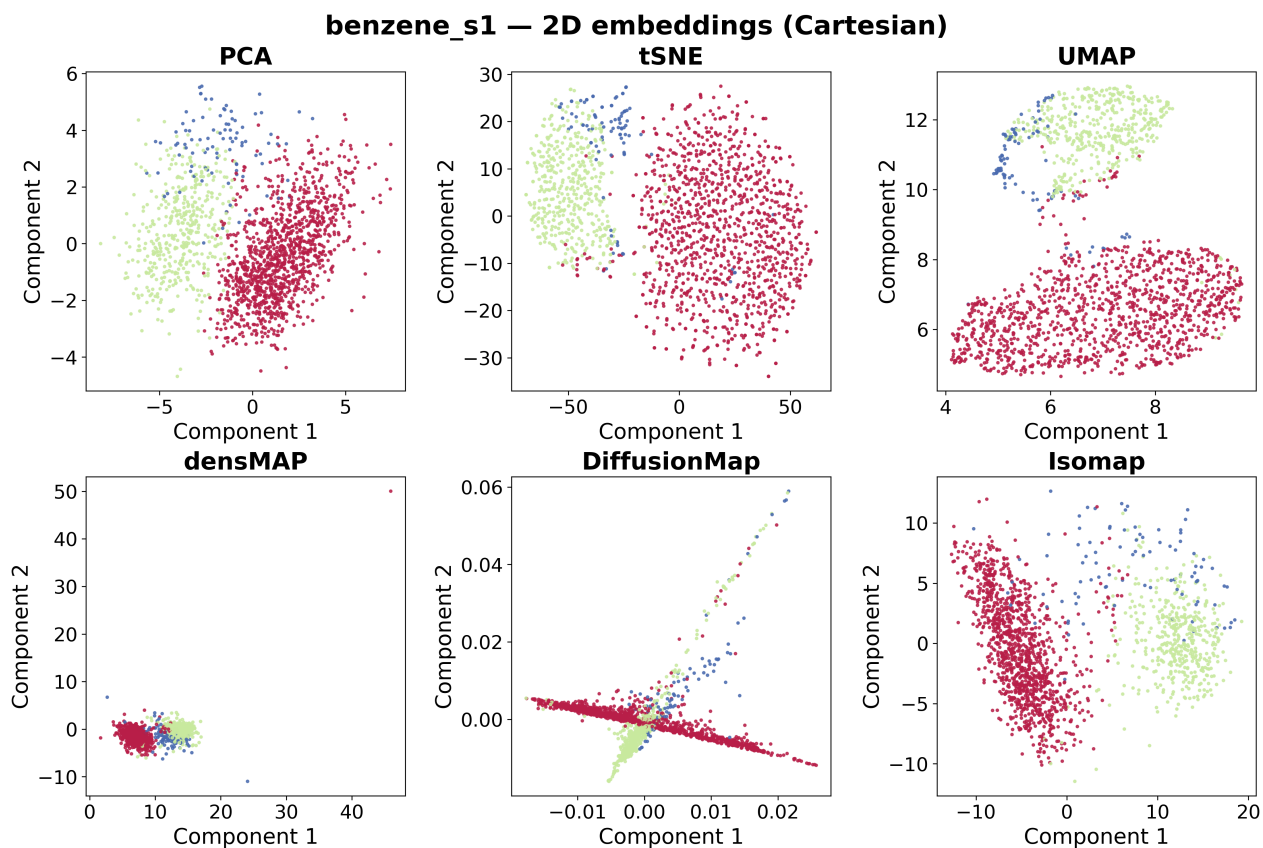 benzene_s1 — 2D embeddings (Cartesian)
PCA
6
4
2
0
−2
−4
−5
0
5
Component 1
Component 2
tSNE
30
20
10
0
−10
−20
−30
−50
0
50
Component 1
Component 2
UMAP
12
10
8
6
4
6
8
Component 1
Component 2
densMAP
50
40
30
20
10
0
−10
0
10
20
30
40
Component 1
Component 2
DiffusionMap
0.06
0.04
0.02
0.00
−0.01
0.00
0.01
0.02
Component 1
Component 2
Isomap
10
5
0
−5
−10
−10
0
10
20
Component 1
Component 2